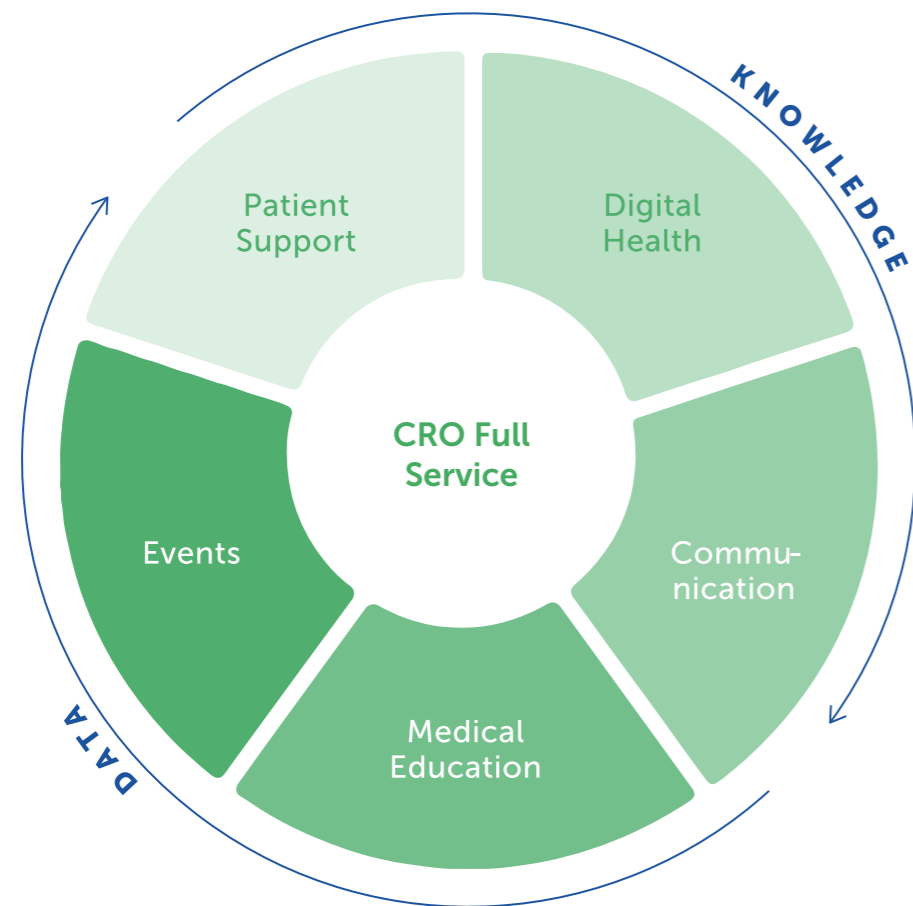 KNOWLEDGE
Patient
Support
Digital
Health
CRO Full
Service
Events
Commu-
nication
Medical
Education
DATA